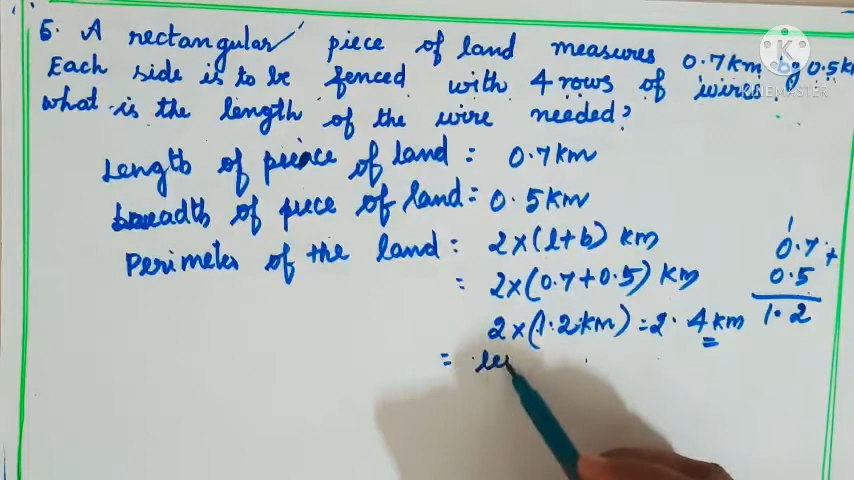 5. A rectangular piece of land measures 0.7km by 0.5km
Each side is to be fenced with 4 rows of wires.
what is the length of the wire needed?
Length of pieace of land = 0.7km
breadth of piece of land = 0.5km
Perimeter of the land = 2×(l+b) km
= 2×(0.7+0.5) km
2×(1.2km) = 2.4km
= le
1
0.7+
0.5
1.2
KINEMASTER